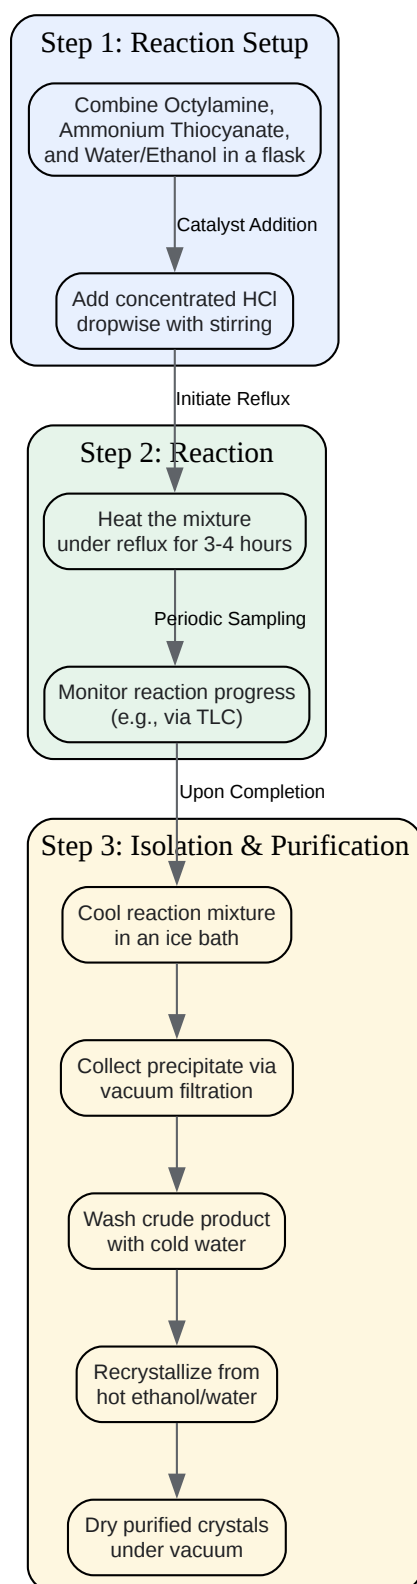 Step 1: Reaction Setup
Combine Octylamine,
Ammonium Thiocyanate,
and Water/Ethanol in a flask
Catalyst Addition
Add concentrated HCl
dropwise with stirring
Initiate Reflux
Step 2: Reaction
Heat the mixture
under reflux for 3-4 hours
Periodic Sampling
Monitor reaction progress
(e.g., via TLC)
Upon Completion
Step 3: Isolation & Purification
Cool reaction mixture
in an ice bath
Collect precipitate via
vacuum filtration
Wash crude product
with cold water
Recrystallize from
hot ethanol/water
Dry purified crystals
under vacuum